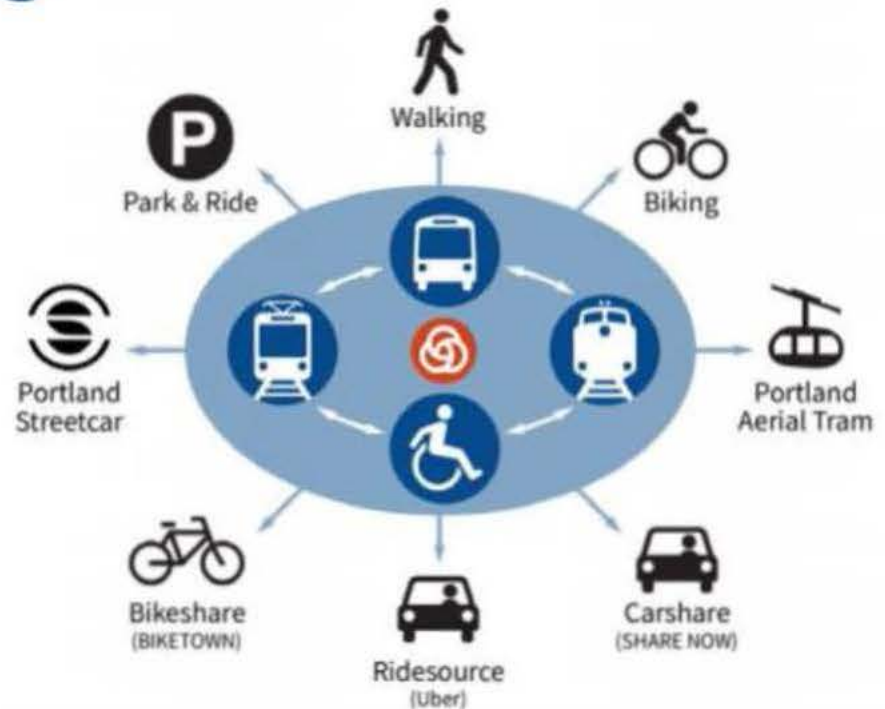 Walking
P
Park & Ride
Biking
Portland
Streetcar
Portland
Aerial Tram
Bikeshare
(BIKETOWN)
Carshare
(SHARE NOW)
Ridesource
(Uber)